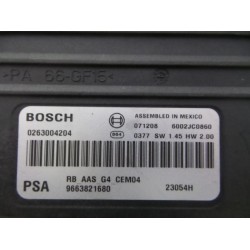 >PA 66-GF15<
BOSCH
ASSEMBLED IN MEXICO
071208 6002JC0860
0263004204
0377 SW 1.45 HW 2.00
RB AAS G4 CEM04
PSA 9663821680 23054H